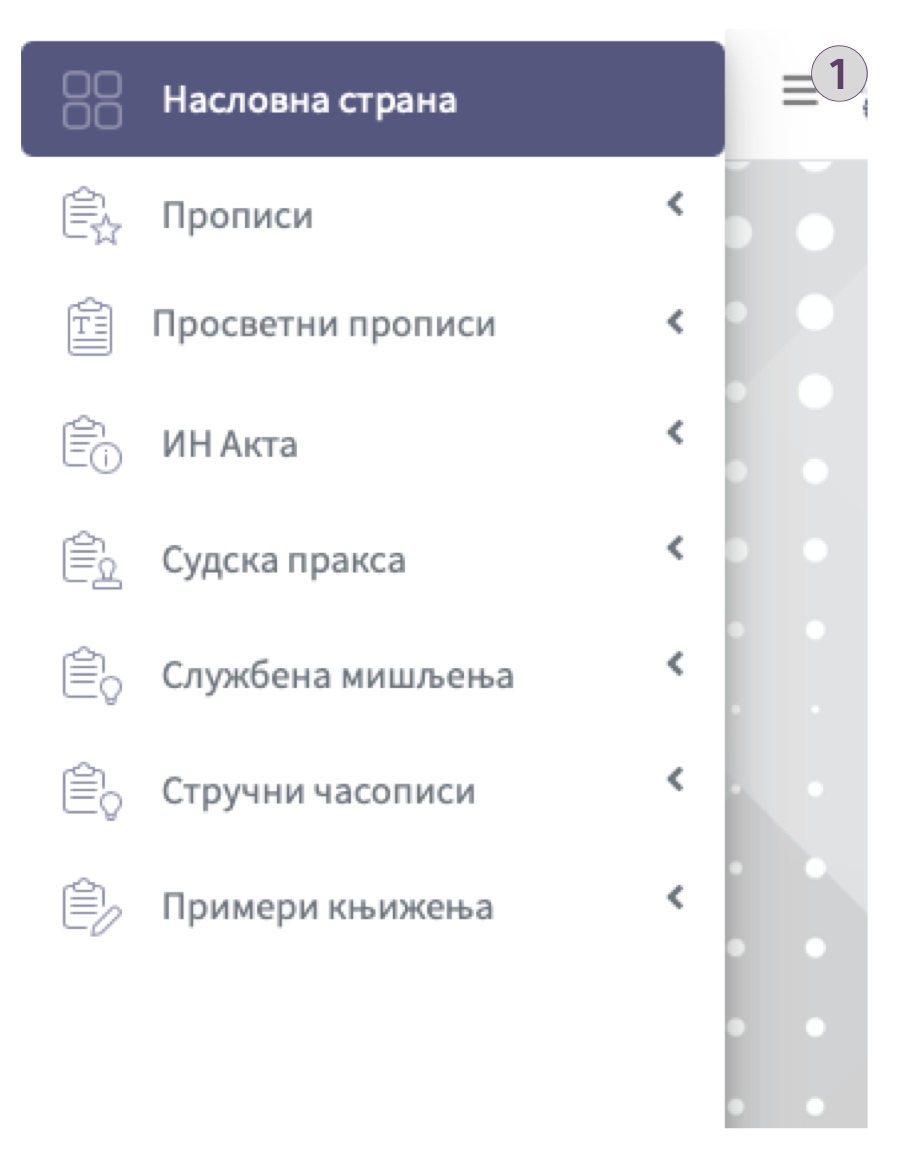 Насловна страна
1
Прописи
Просветни прописи
ИН Акта
Судска пракса
Службена мишљења
Стручни часописи
Примери књижења